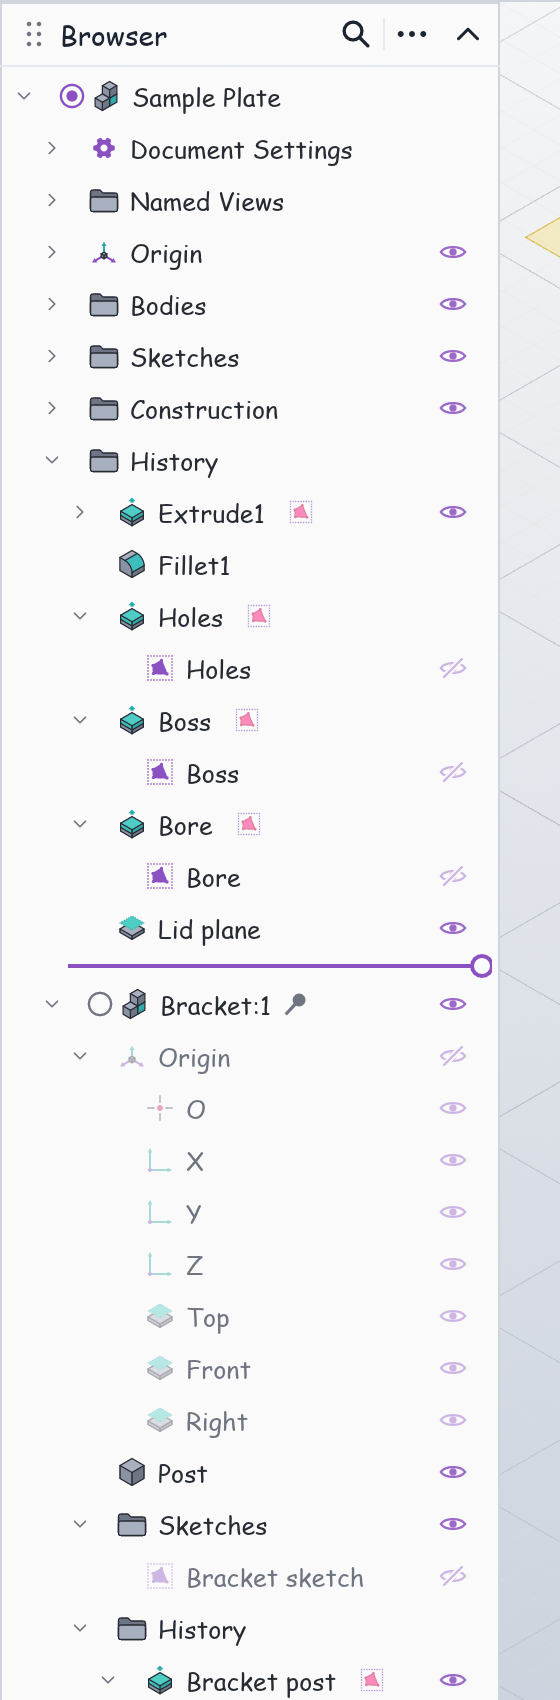 Browser
Sample Plate
Document Settings
Named Views
Origin
Bodies
Sketches
Construction
History
Extrude1
Fillet1
Holes
Holes
Boss
Boss
Bore
Bore
Lid plane
Bracket:1
Origin
O
X
Y
Z
Top
Front
Right
Post
Sketches
Bracket sketch
History
Bracket post